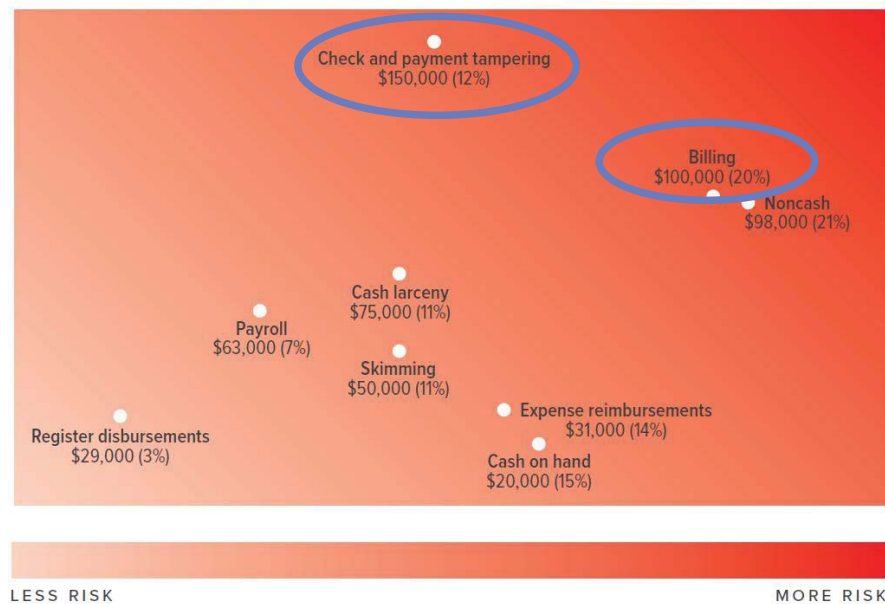 Check and payment tampering
$150,000 (12%)
Billing
$100,000 (20%)
Noncash
$98,000 (21%)
Cash larceny
$75,000 (11%)
Payroll
$63,000 (7%)
Skimming
$50,000 (11%)
Expense reimbursements
$31,000 (14%)
Register disbursements
$29,000 (3%)
Cash on hand
$20,000 (15%)
LESS RISK
MORE RISK